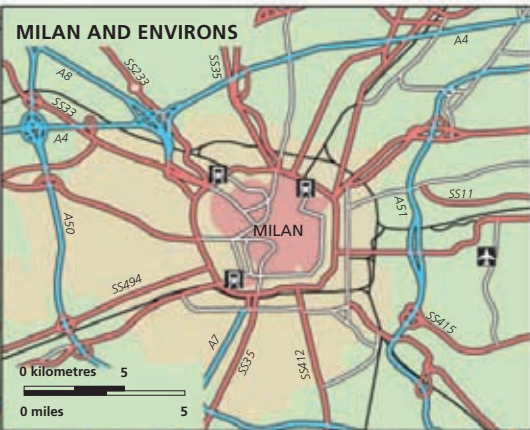 MILAN AND ENVIRONS
A4
A8
SS233
SS35
SS33
A4
SS11
A51
A50
MILAN
SS494
SS415
A7
SS35
SS412
0 kilometres 5
0 miles 5